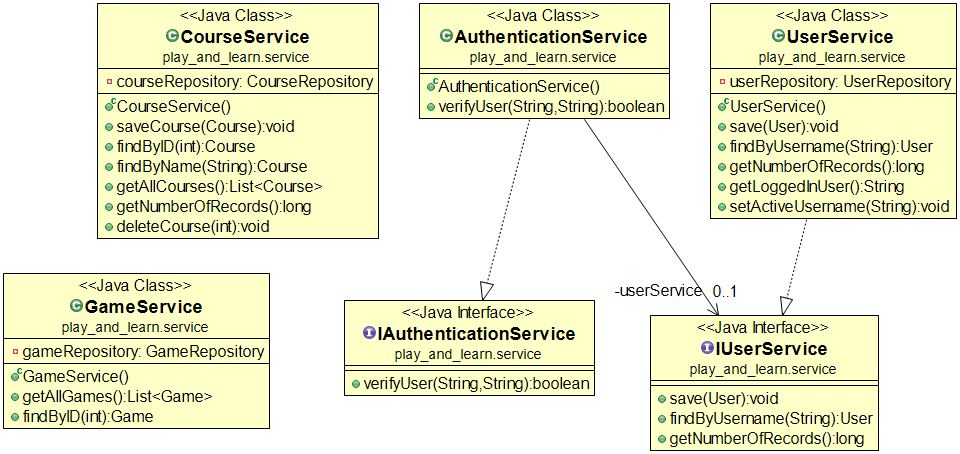 <<Java Class>>
CourseService
play_and_learn.service
courseRepository: CourseRepository
CourseService()
saveCourse(Course):void
findByID(int):Course
findByName(String):Course
getAllCourses():List<Course>
getNumberOfRecords():long
deleteCourse(int):void
<<Java Class>>
AuthenticationService
play_and_learn.service
AuthenticationService()
verifyUser(String,String):boolean
<<Java Class>>
UserService
play_and_learn.service
userRepository: UserRepository
UserService()
save(User):void
findByUsername(String):User
getNumberOfRecords():long
getLoggedInUser():String
setActiveUsername(String):void
<<Java Class>>
GameService
play_and_learn.service
gameRepository: GameRepository
GameService()
getAllGames():List<Game>
findByID(int):Game
<<Java Interface>>
IAuthenticationService
play_and_learn.service
verifyUser(String,String):boolean
-userService 0..1
<<Java Interface>>
IUserService
play_and_learn.service
save(User):void
findByUsername(String):User
getNumberOfRecords():long